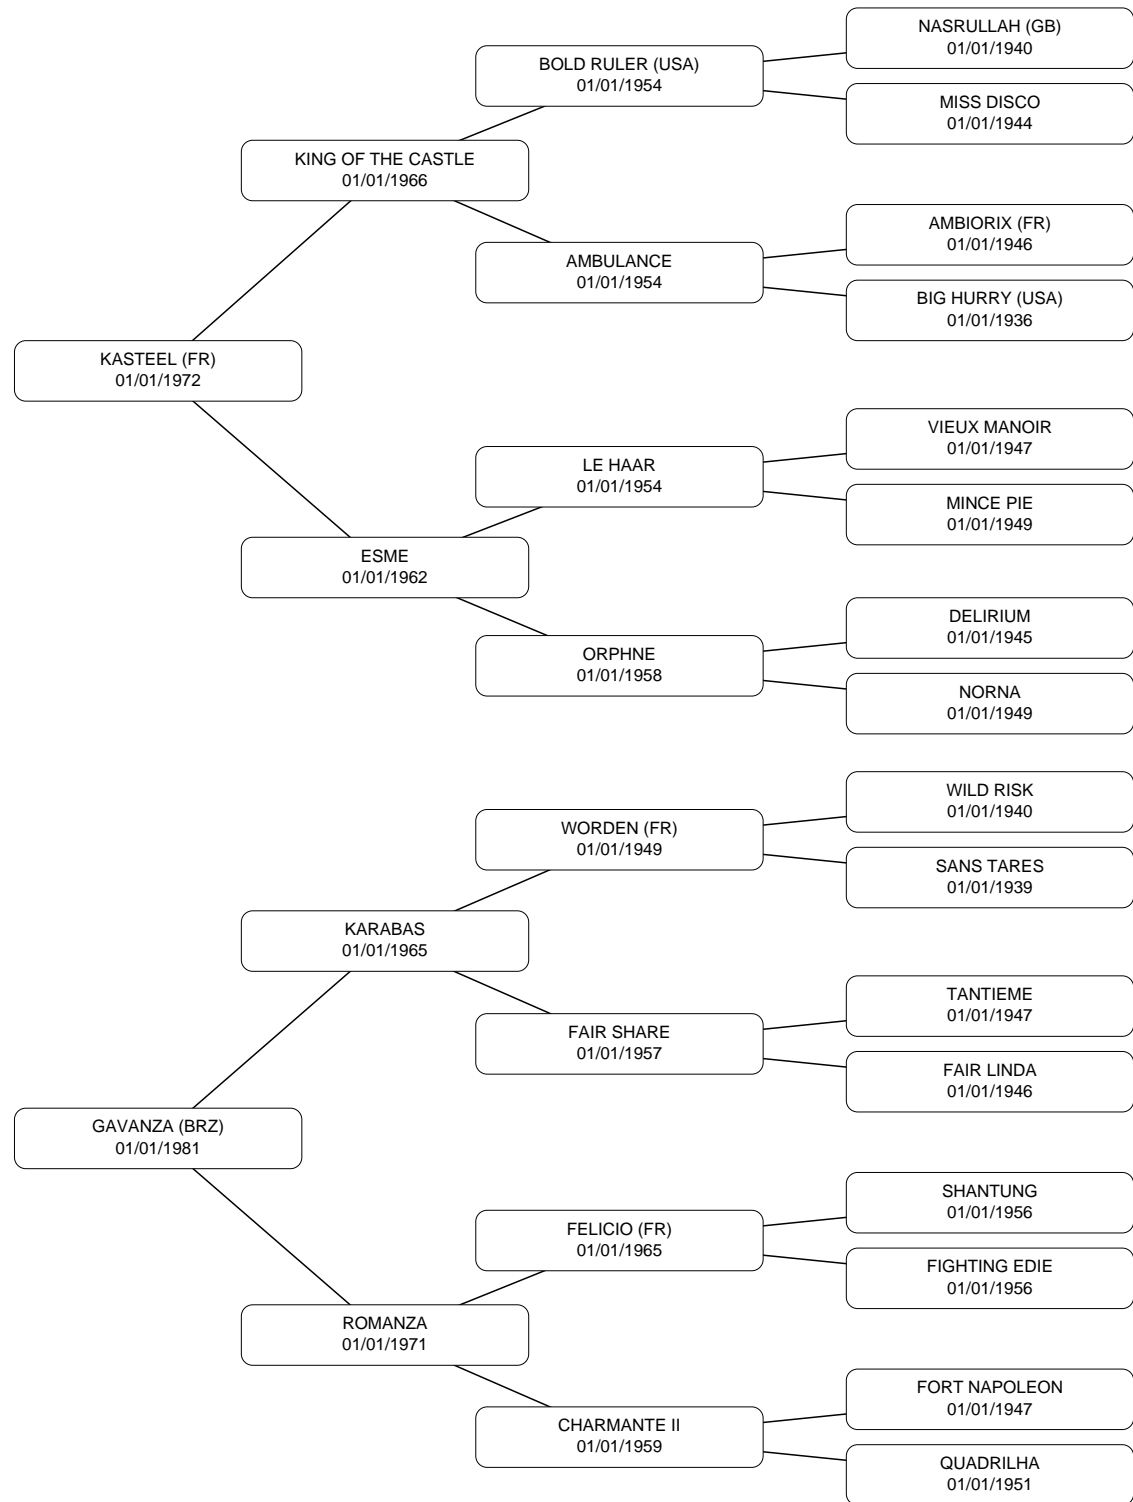 NASRULLAH (GB)
01/01/1940
BOLD RULER (USA)
01/01/1954
MISS DISCO
01/01/1944
KING OF THE CASTLE
01/01/1966
AMBIORIX (FR)
01/01/1946
AMBULANCE
01/01/1954
BIG HURRY (USA)
01/01/1936
KASTEEL (FR)
01/01/1972
VIEUX MANOIR
01/01/1947
LE HAAR
01/01/1954
MINCE PIE
01/01/1949
ESME
01/01/1962
DELIRIUM
01/01/1945
ORPHNE
01/01/1958
NORNA
01/01/1949
WILD RISK
01/01/1940
WORDEN (FR)
01/01/1949
SANS TARES
01/01/1939
KARABAS
01/01/1965
TANTIEME
01/01/1947
FAIR SHARE
01/01/1957
FAIR LINDA
01/01/1946
GAVANZA (BRZ)
01/01/1981
SHANTUNG
01/01/1956
FELICIO (FR)
01/01/1965
FIGHTING EDIE
01/01/1956
ROMANZA
01/01/1971
FORT NAPOLEON
01/01/1947
CHARMANTE II
01/01/1959
QUADRILHA
01/01/1951